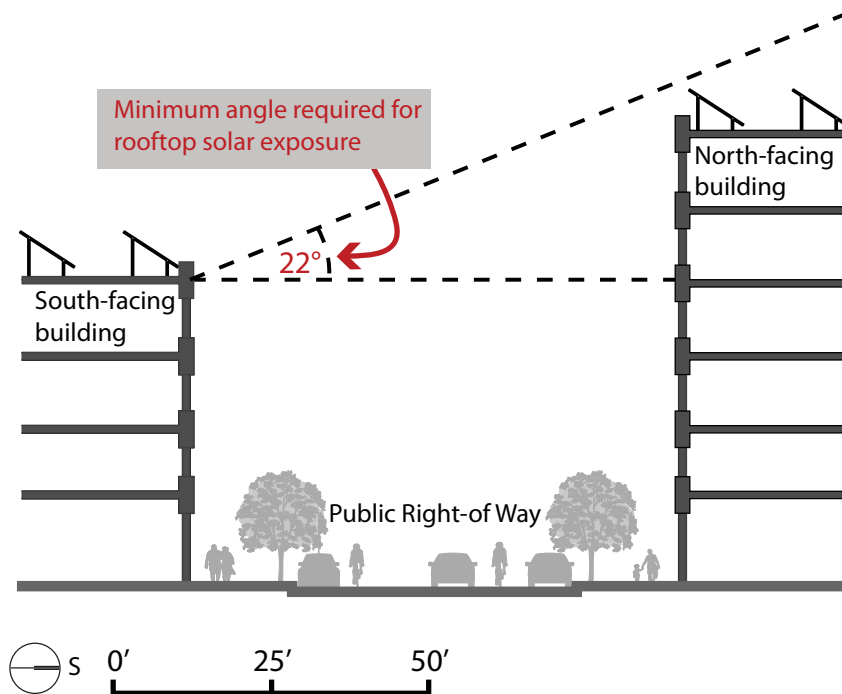 Minimum angle required for
rooftop solar exposure
North-facing
building
22°
South-facing
building
Public Right-of Way
S 0’ 25’ 50’